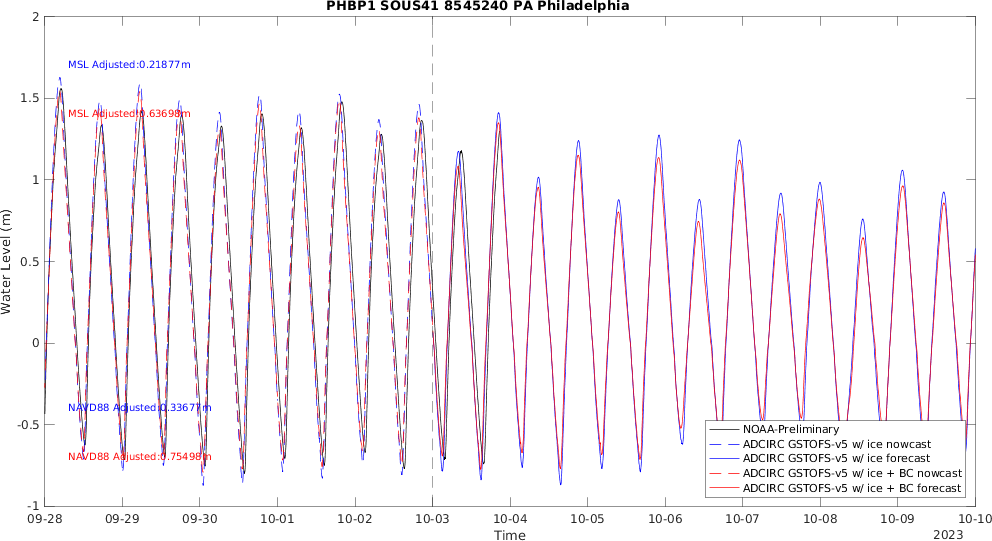 PHBP1 SOUS41 8545240 PA Philadelphia
2
1.5
1
0.5
0
-0.5
-1
Water Level (m)
MSL Adjusted:0.21877m
MSL Adjusted:0.63698m
NAVD88 Adjusted:0.33677m
NAVD88 Adjusted:0.75498m
NOAA-Preliminary
ADCIRC GSTOFS-v5 w/ ice nowcast
ADCIRC GSTOFS-v5 w/ ice forecast
ADCIRC GSTOFS-v5 w/ ice + BC nowcast
ADCIRC GSTOFS-v5 w/ ice + BC forecast
09-28 09-29 09-30 10-01 10-02 10-03 10-04 10-05 10-06 10-07 10-08 10-09 10-10
Time
2023